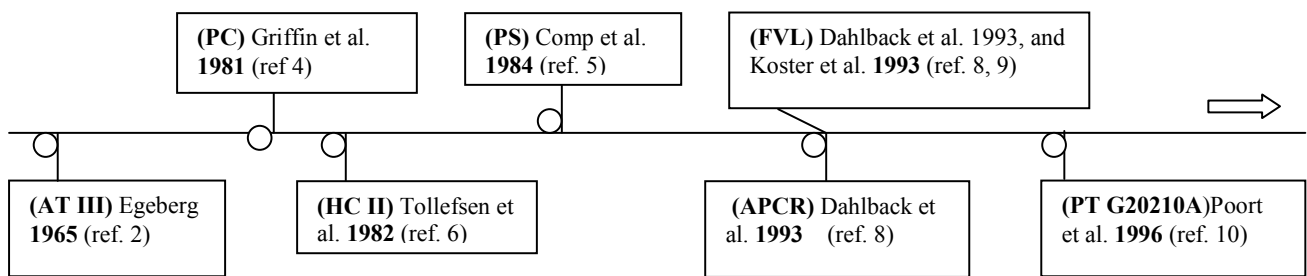 (PC) Griffin et al.
1981 (ref 4)
(PS) Comp et al.
1984 (ref. 5)
(FVL) Dahlback et al. 1993, and
Koster et al. 1993 (ref. 8, 9)
(AT III) Egeberg
1965 (ref. 2)
(HC II) Tollefsen et
al. 1982 (ref. 6)
(APCR) Dahlback et
al. 1993 (ref. 8)
(PT G20210A)Poort
et al. 1996 (ref. 10)